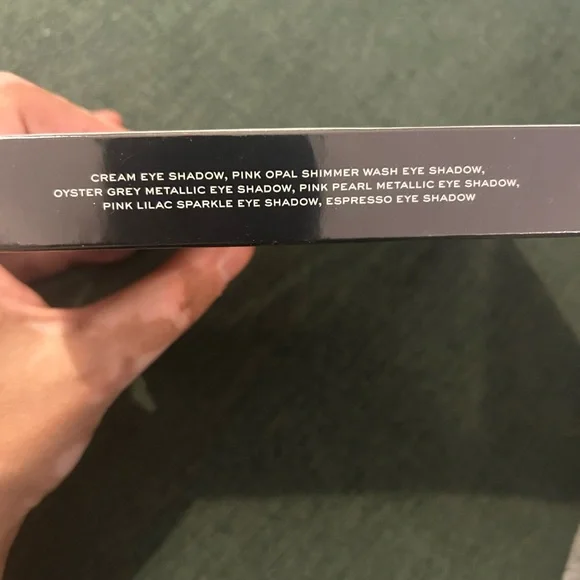 CREAM EYE SHADOW, PINK OPAL SHIMMER WASH EYE SHADOW,
OYSTER GREY METALLIC EYE SHADOW, PINK PEARL METALLIC EYE SHADOW,
PINK LILAC SPARKLE EYE SHADOW, ESPRESSO EYE SHADOW